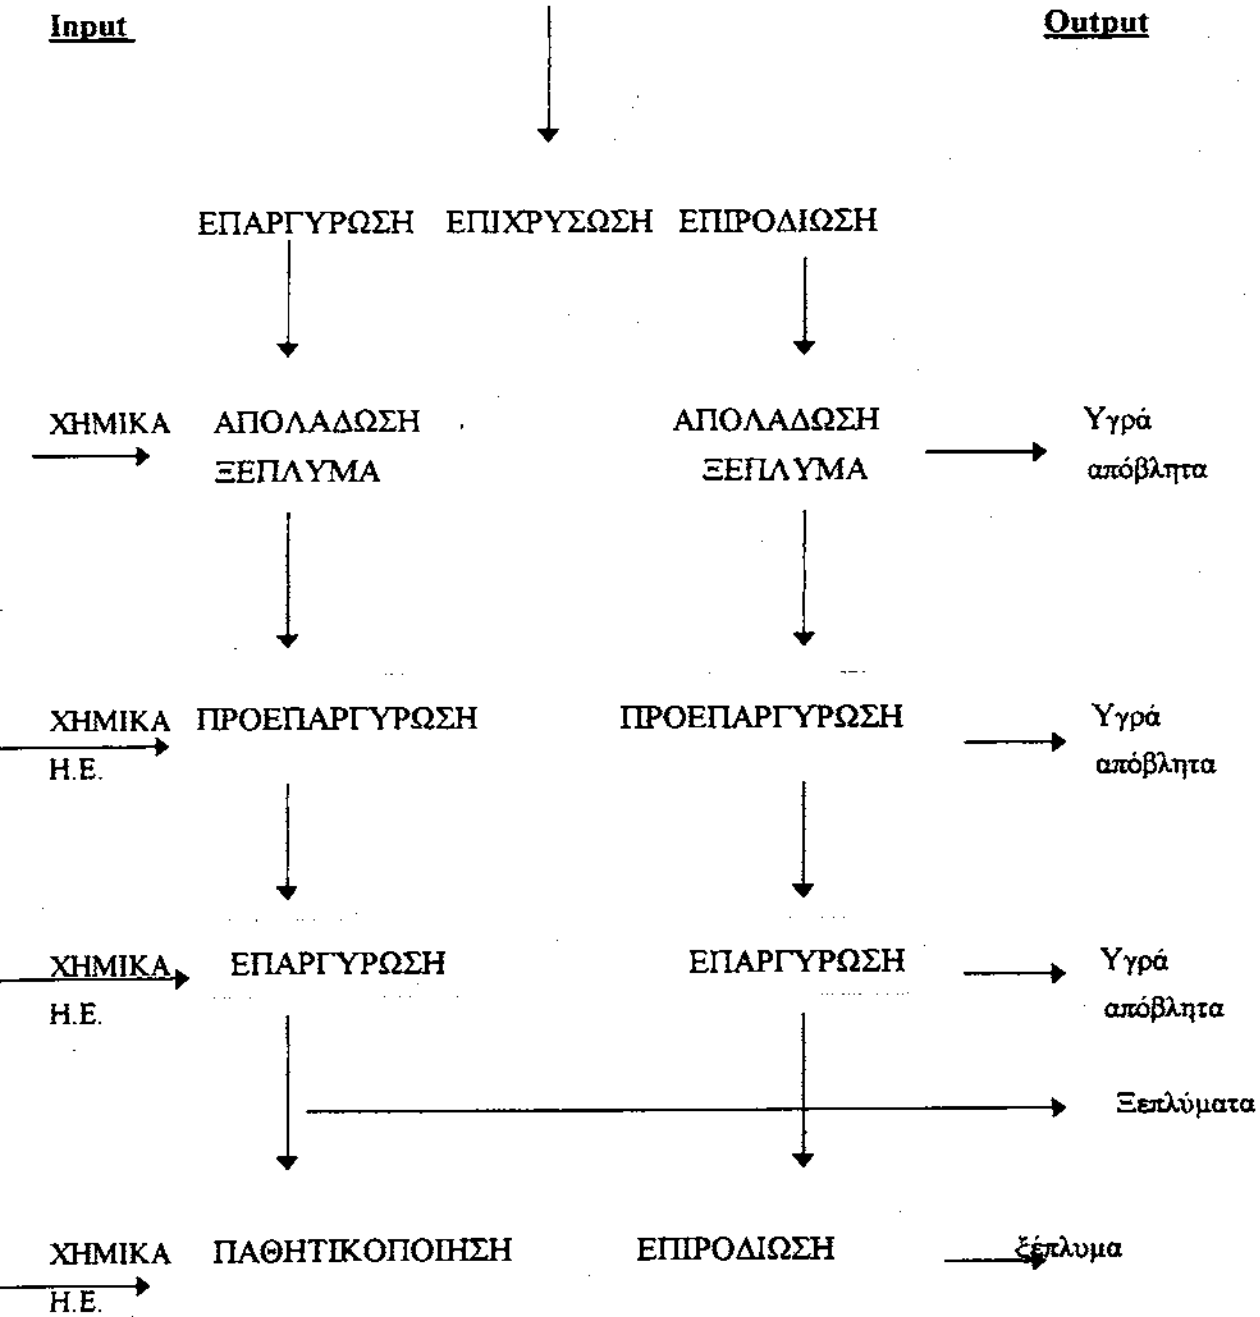 Input Output
ΕΠΑΡΓΥΡΩΣΗ ΕΠΙΧΡΥΣΩΣΗ ΕΠΙΡΟΔΙΩΣΗ
ΧΗΜΙΚΑ ΑΠΟΛΑΔΩΣΗ ΑΠΟΛΑΔΩΣΗ Υγρά
ΞΕΠΛΥΜΑ ΞΕΠΛΥΜΑ απόβλητα
ΧΗΜΙΚΑ ΠΡΟΕΠΑΡΓΥΡΩΣΗ ΠΡΟΕΠΑΡΓΥΡΩΣΗ Υγρά
Η.Ε. απόβλητα
ΧΗΜΙΚΑ ΕΠΑΡΓΥΡΩΣΗ ΕΠΑΡΓΥΡΩΣΗ Υγρά
Η.Ε. απόβλητα
Ξεπλύματα
ΧΗΜΙΚΑ ΠΑΘΗΤΙΚΟΠΟΙΗΣΗ ΕΠΙΡΟΔΙΩΣΗ ξέπλυμα
Η.Ε.